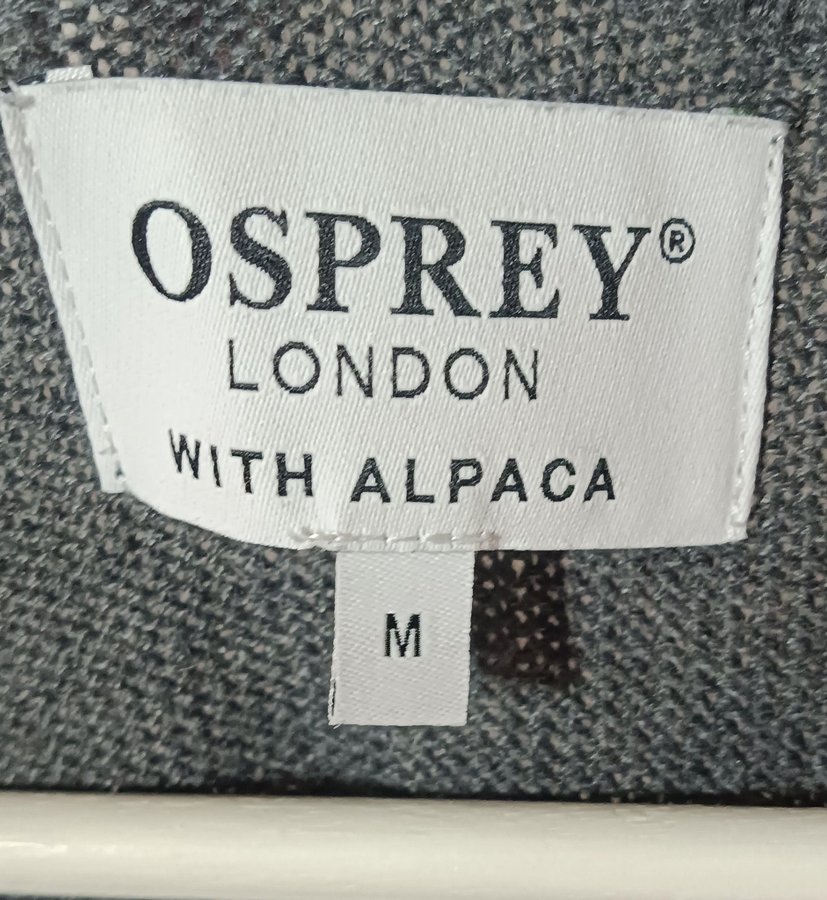 OSPREY®
LONDON
WITH ALPACA
M